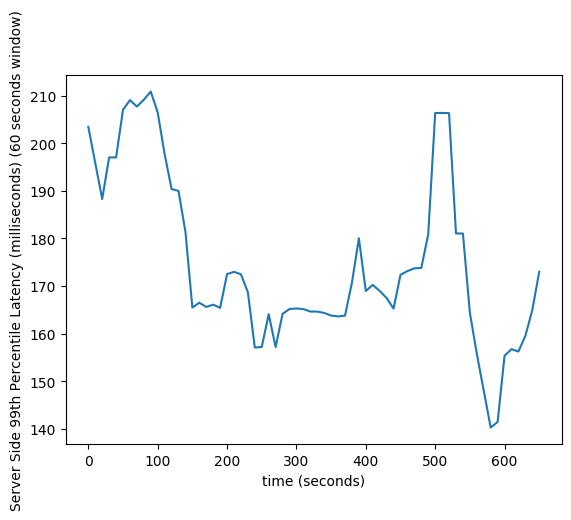 Server Side 99th Percentile Latency (milliseconds) (60 seconds window)
210
200
190
180
170
160
150
140
0 100 200 300 400 500 600
time (seconds)